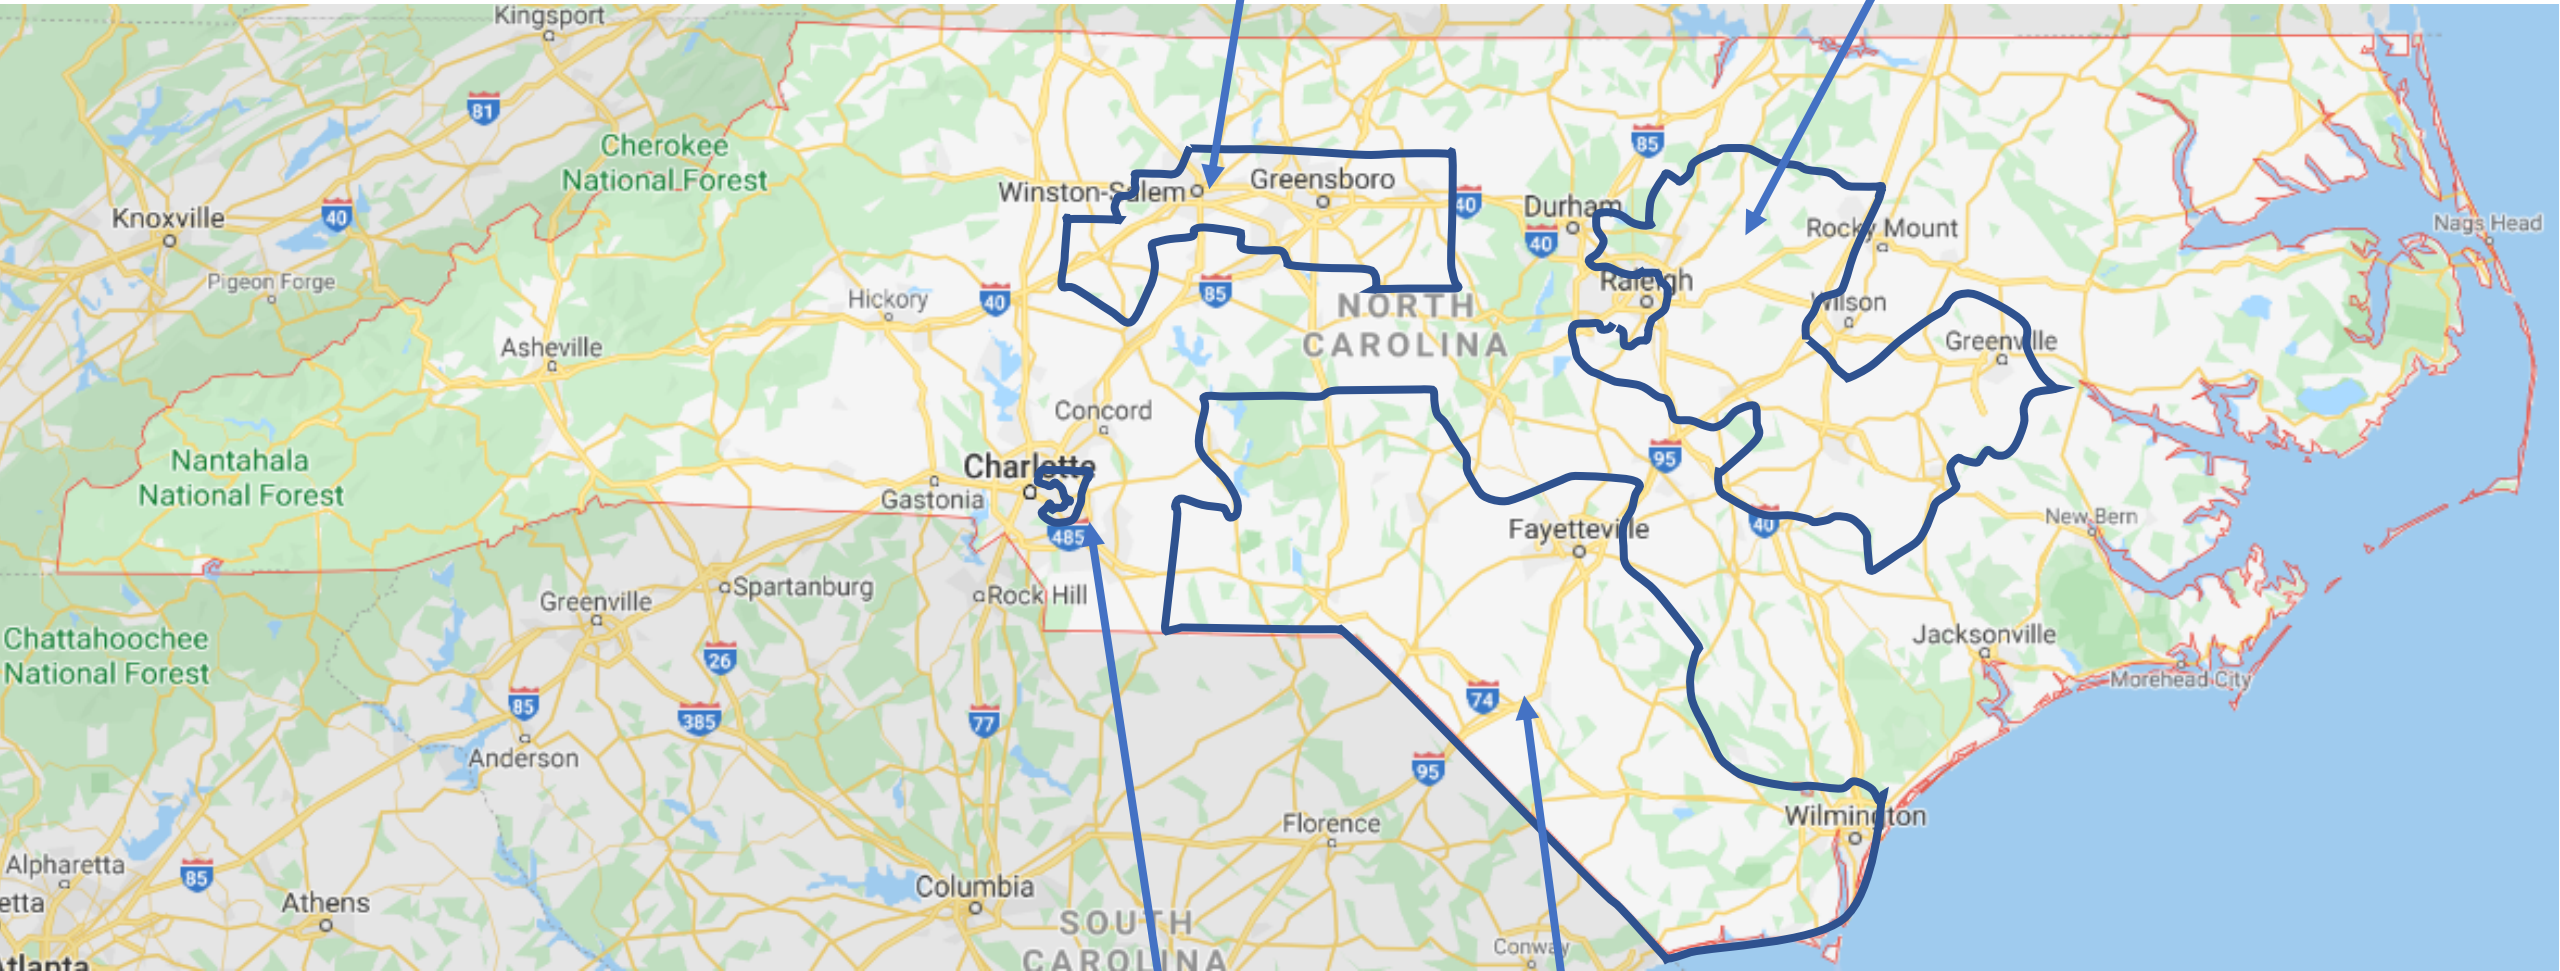 Kingsport
81
Cherokee
National Forest
85
Winston-Salem
Greensboro
40
Durham
Knoxville
40
Rocky Mount
Nags Head
40
Pigeon Forge
Raleigh
Hickory
40
85
NORTH
CAROLINA
Wilson
Asheville
Greenville
Concord
Nantahala
National Forest
Charlotte
95
Gastonia
Fayetteville
40
New Bern
485
Spartanburg
Rock Hill
Greenville
Chattahoochee
National Forest
Jacksonville
26
Morehead City
85
385
77
74
Anderson
95
Florence
Wilmington
Alpharetta
85
Columbia
etta
Athens
SOUTH
CAROLINA
Conway
Atlanta